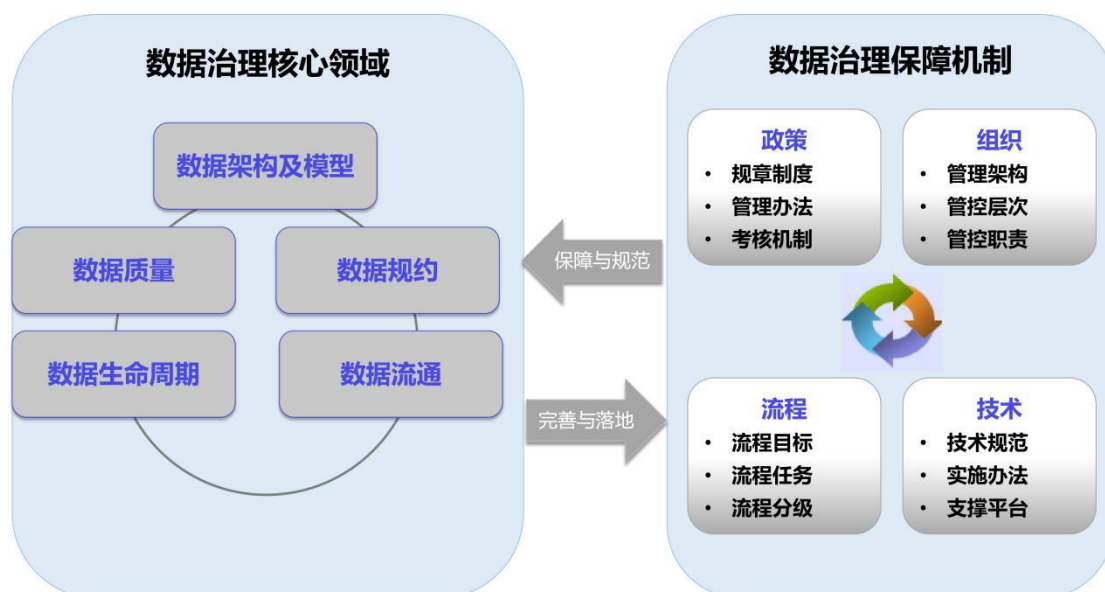 数据治理核心领域
数据架构及模型
数据质量
数据规约
数据生命周期
数据流通
保障与规范
完善与落地
数据治理保障机制
政策
• 规章制度
• 管理办法
• 考核机制
组织
• 管理架构
• 管控层次
• 管控职责
流程
• 流程目标
• 流程任务
• 流程分级
技术
• 技术规范
• 实施办法
• 支撑平台